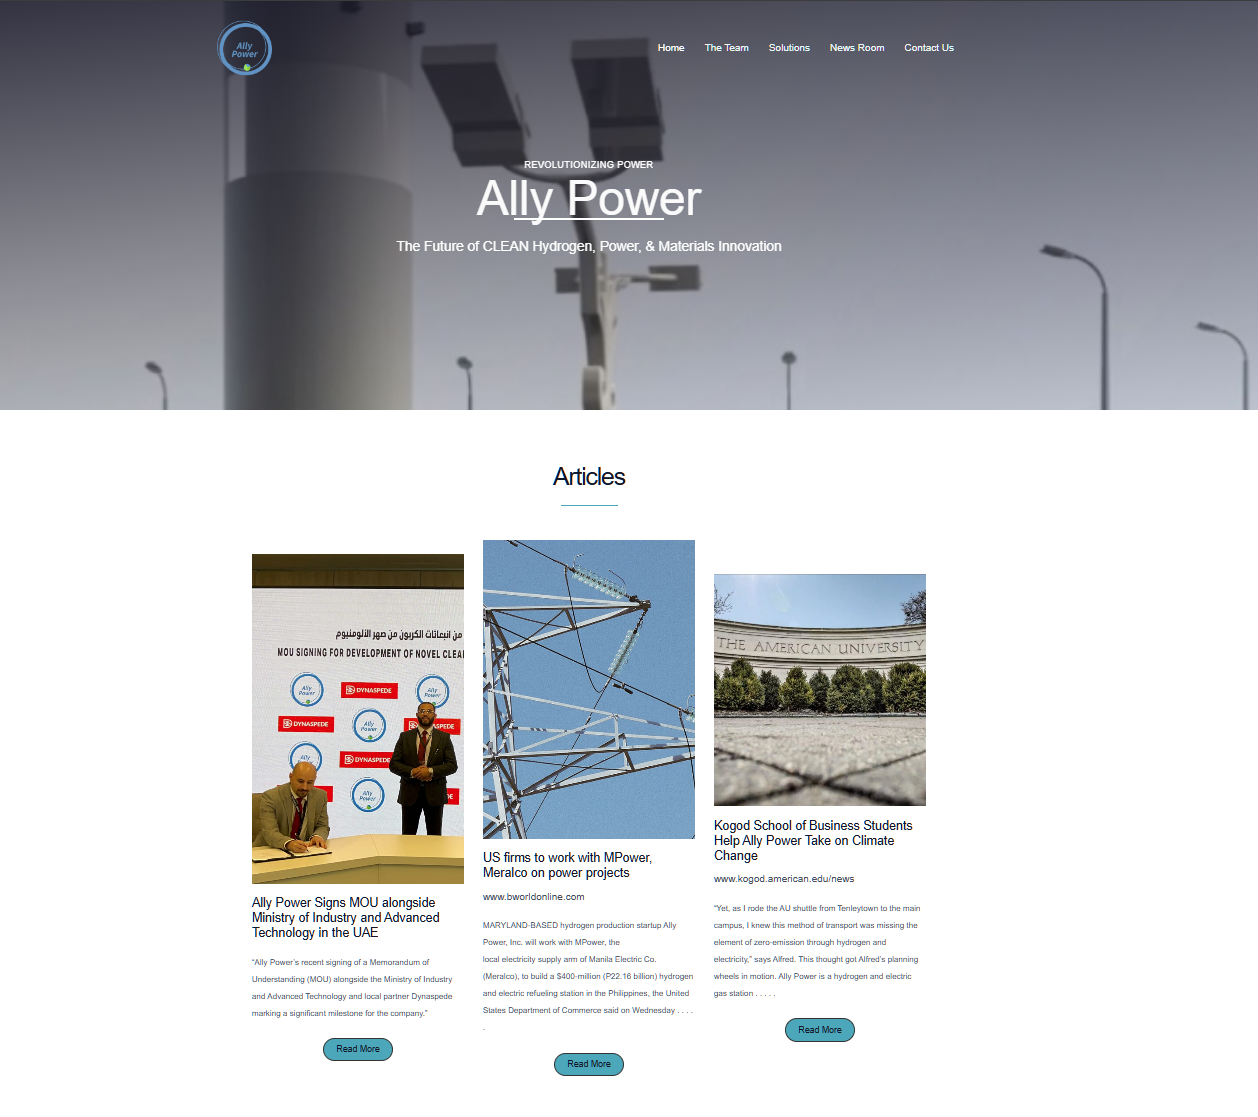 Ally
Power
Home
The Team
Solutions
News Room
Contact Us
REVOLUTIONIZING POWER
Ally Power
The Future of CLEAN Hydrogen, Power, & Materials Innovation
Articles
من انبعاثات الكربون من صهر الألومنيوم
MOU SIGNING FOR DEVELOPMENT OF NOVEL CLEA
Ally
Power
DYNASPEDE
Ally
Power
DYNASPEDE
Ally
Power
SPEDE
Ally
Power
DYNASPEDE
Ally
Power
Ally Power Signs MOU alongside
Ministry of Industry and Advanced
Technology in the UAE
“Ally Power’s recent signing of a Memorandum of
Understanding (MOU) alongside the Ministry of Industry
and Advanced Technology and local partner Dynaspede
marking a significant milestone for the company.”
Read More
US firms to work with MPower,
Meralco on power projects
www.bworldonline.com
MARYLAND-BASED hydrogen production startup Ally
Power, Inc. will work with MPower, the
local electricity supply arm of Manila Electric Co.
(Meralco), to build a $400-million (P22.16 billion) hydrogen
and electric refueling station in the Philippines, the United
States Department of Commerce said on Wednesday . . . .
.
Read More
THE AMERICAN UNIVERSITY
Kogod School of Business Students
Help Ally Power Take on Climate
Change
www.kogod.american.edu/news
“Yet, as I rode the AU shuttle from Tenleytown to the main
campus, I knew this method of transport was missing the
element of zero-emission through hydrogen and
electricity,” says Alfred. This thought got Alfred’s planning
wheels in motion. Ally Power is a hydrogen and electric
gas station . . . . .
Read More